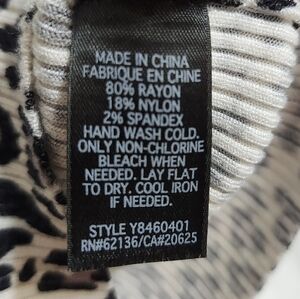 MADE IN CHINA
FABRIQUE EN CHINE
80% RAYON
18% NYLON
2% SPANDEX
HAND WASH COLD.
ONLY NON-CHLORINE
BLEACH WHEN
NEEDED. LAY FLAT
TO DRY. COOL IRON
IF NEEDED.
STYLE Y8460401
RN#62136/CA#20625